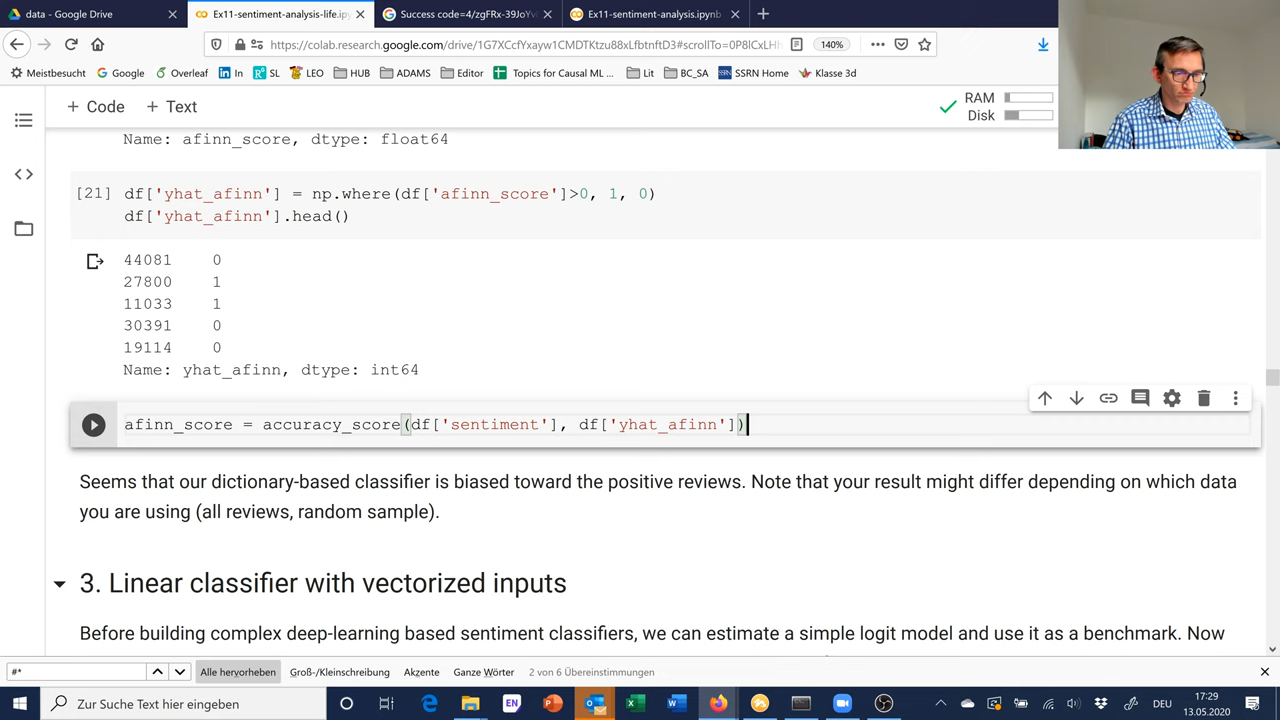 data - Google Drive
Ex11-sentiment-analysis-life.ipy
Success code=4/zgFRx-39JoYv
Ex11-sentiment-analysis.ipynb
https://colab.research.google.com/drive/1G7XCcfYxayw1CMDTKtzu88xLfbtnftD3#scrollTo=0P8lCxLH
140%
Meistbesucht
Google
Overleaf
In
SL
LEO
HUB
ADAMS
Editor
Topics for Causal ML ...
Lit
BC_SA
SSRN Home
Klasse 3d
+ Code + Text
RAM
Disk
Name: afinn_score, dtype: float64
[21] df['yhat_afinn'] = np.where(df['afinn_score']>0, 1, 0)
df['yhat_afinn'].head()
44081 0
27800 1
11033 1
30391 0
19114 0
Name: yhat_afinn, dtype: int64
afinn_score = accuracy_score(df['sentiment'], df['yhat_afinn'])
Seems that our dictionary-based classifier is biased toward the positive reviews. Note that your result might differ depending on which data
you are using (all reviews, random sample).
3. Linear classifier with vectorized inputs
Before building complex deep-learning based sentiment classifiers, we can estimate a simple logit model and use it as a benchmark. Now
#*
Alle hervorheben
Groß-/Kleinschreibung
Akzente
Ganze Wörter
2 von 6 Übereinstimmungen
Zur Suche Text hier eingeben
EN
DEU
17:29
13.05.2020